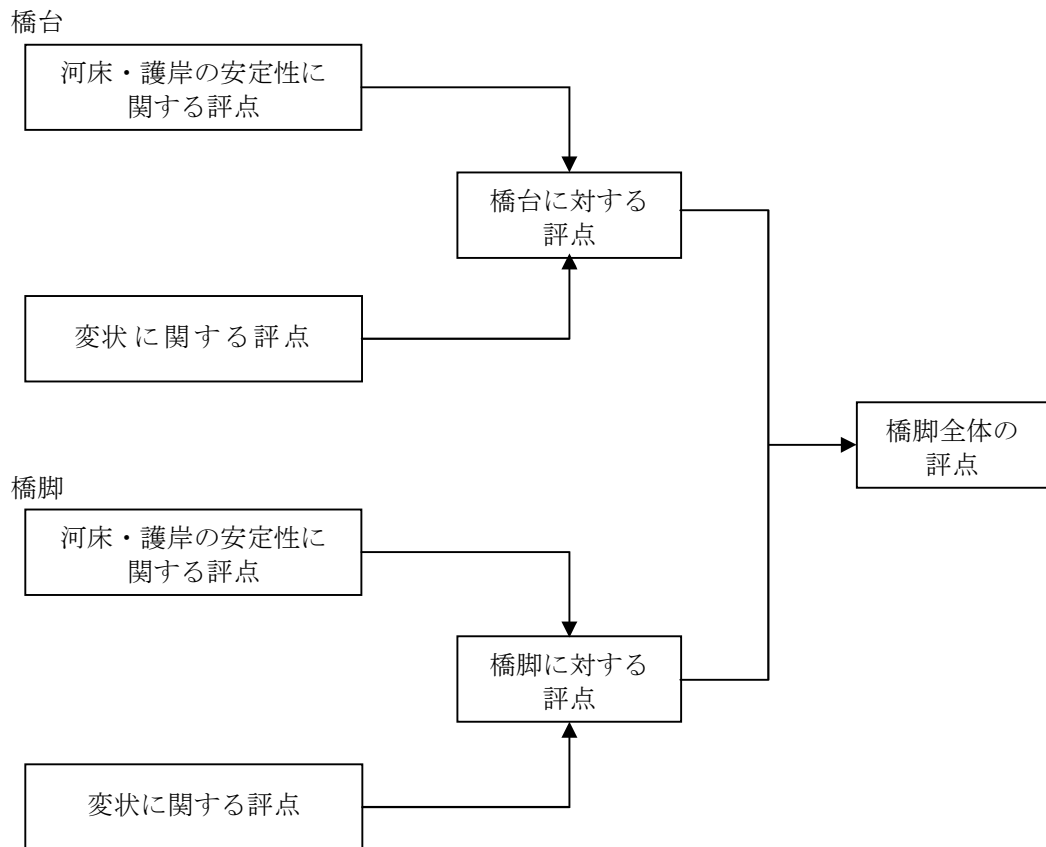 橋台
河床・護岸の安定性に
関する評点
橋台に対する
評点
変状に関する評点
橋脚全体の
評点
橋脚
河床・護岸の安定性に
関する評点
橋脚に対する
評点
変状に関する評点